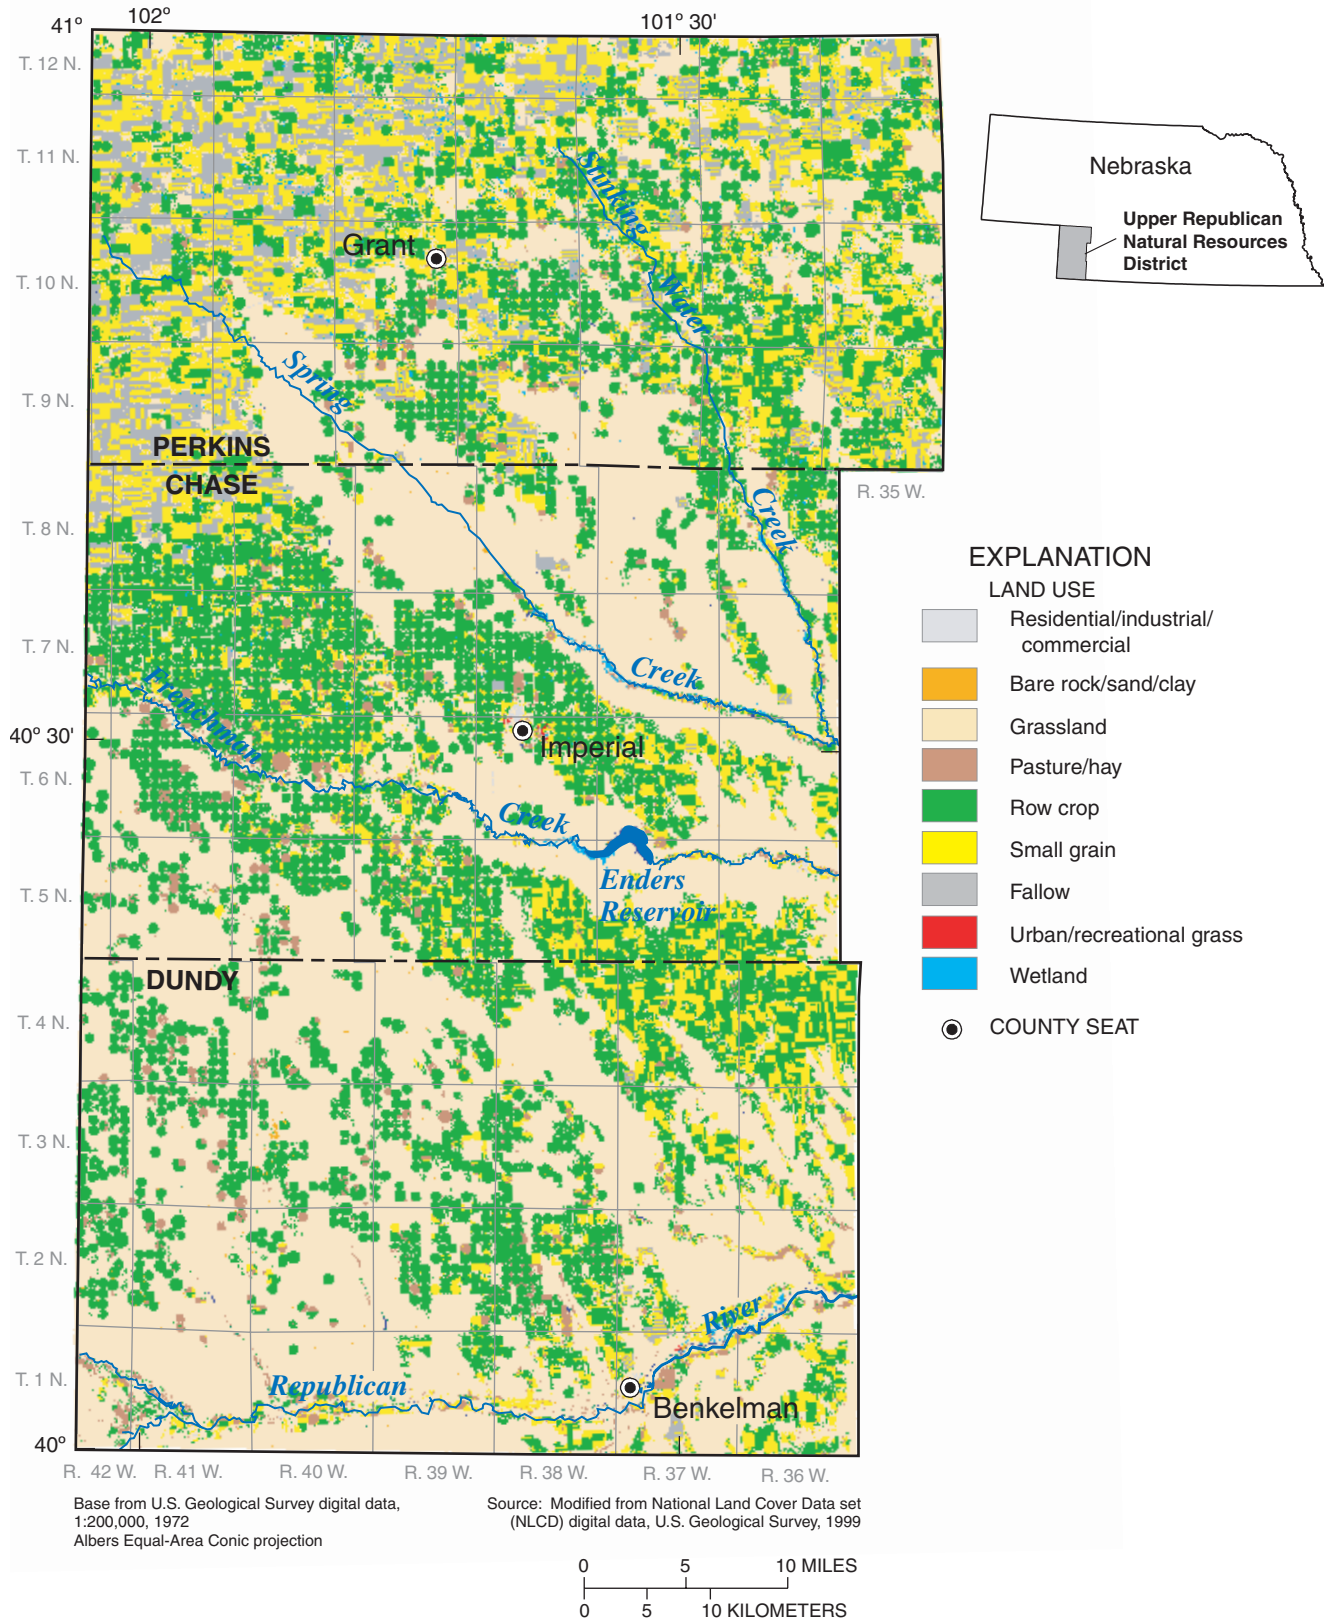 102°
101° 30'
41°
T. 12 N.
T. 11 N.
T. 10 N.
T. 9 N.
T. 8 N.
T. 7 N.
40° 30'
T. 6 N.
T. 5 N.
T. 4 N.
T. 3 N.
T. 2 N.
T. 1 N.
40°
Stinking
Water
Creek
Grant
Spring
Creek
PERKINS
CHASE
R. 35 W.
Frenchman
Creek
Imperial
Enders
Reservoir
DUNDY
River
Republican
Benkelman
R. 42 W.
R. 41 W.
R. 40 W.
R. 39 W.
R. 38 W.
R. 37 W.
R. 36 W.
Nebraska
Upper Republican
Natural Resources
District
EXPLANATION
LAND USE
Residential/industrial/
commercial
Bare rock/sand/clay
Grassland
Pasture/hay
Row crop
Small grain
Fallow
Urban/recreational grass
Wetland
COUNTY SEAT
Base from U.S. Geological Survey digital data,
1:200,000, 1972
Albers Equal-Area Conic projection
Source: Modified from National Land Cover Data set
(NLCD) digital data, U.S. Geological Survey, 1999
0 5 10 MILES
0 5 10 KILOMETERS